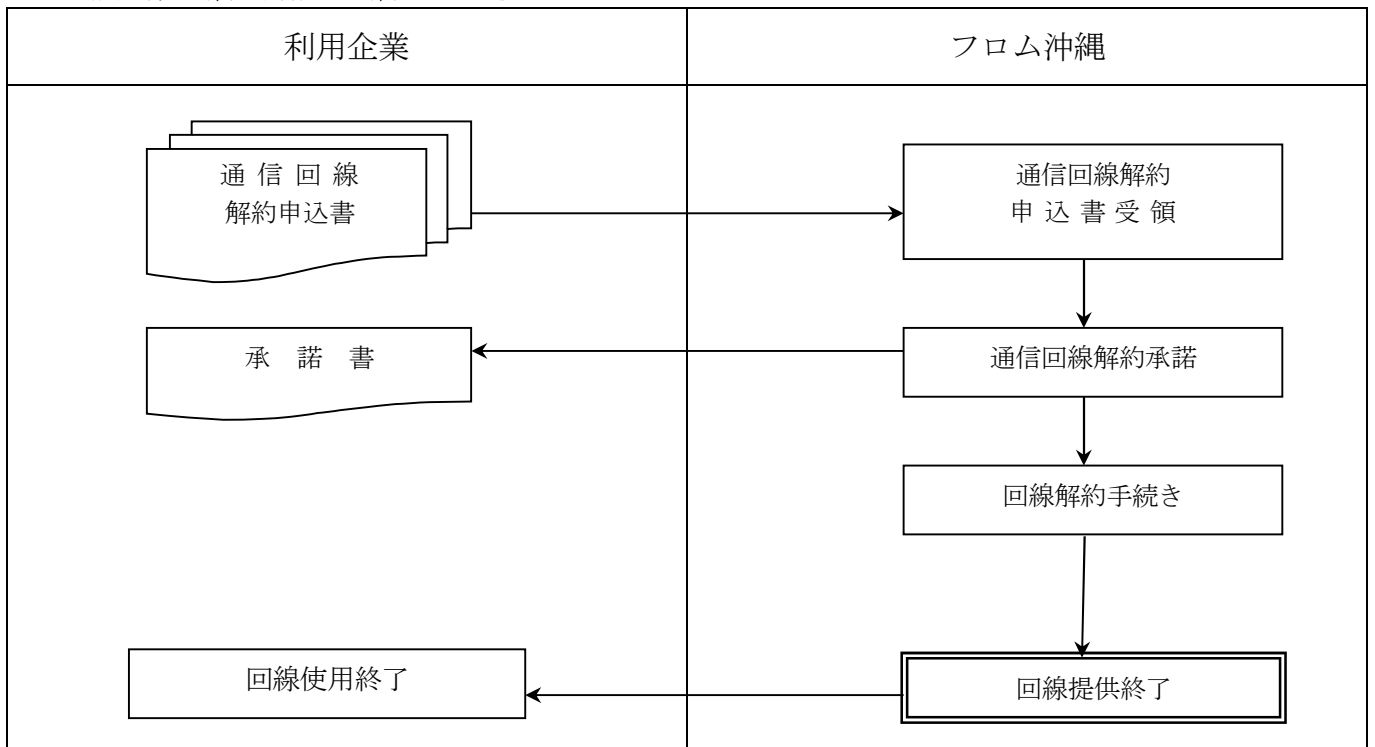 利用企業
フロム沖縄
通信回線
解約申込書
通信回線解約
申込書受領
承諾書
通信回線解約承諾
回線解約手続き
回線使用終了
回線提供終了